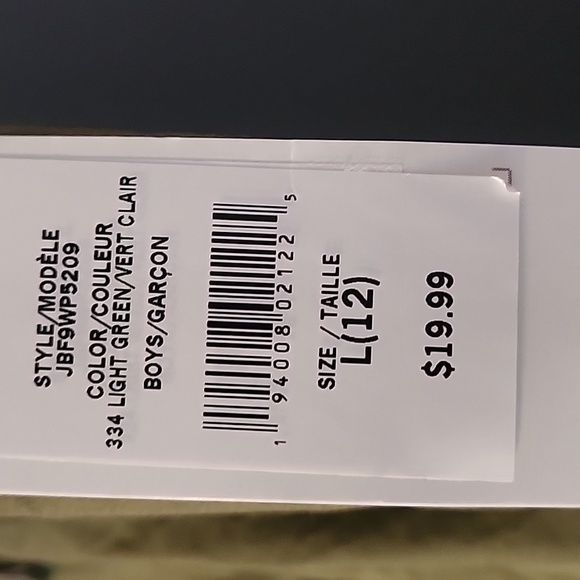 STYLE/MODÈLE
JBF9WP5209
COLOR/COULEUR
334 LIGHT GREEN/VERT CLAIR
BOYS/GARÇON
1 94008 02122 5
SIZE / TAILLE
L(12)
$19.99